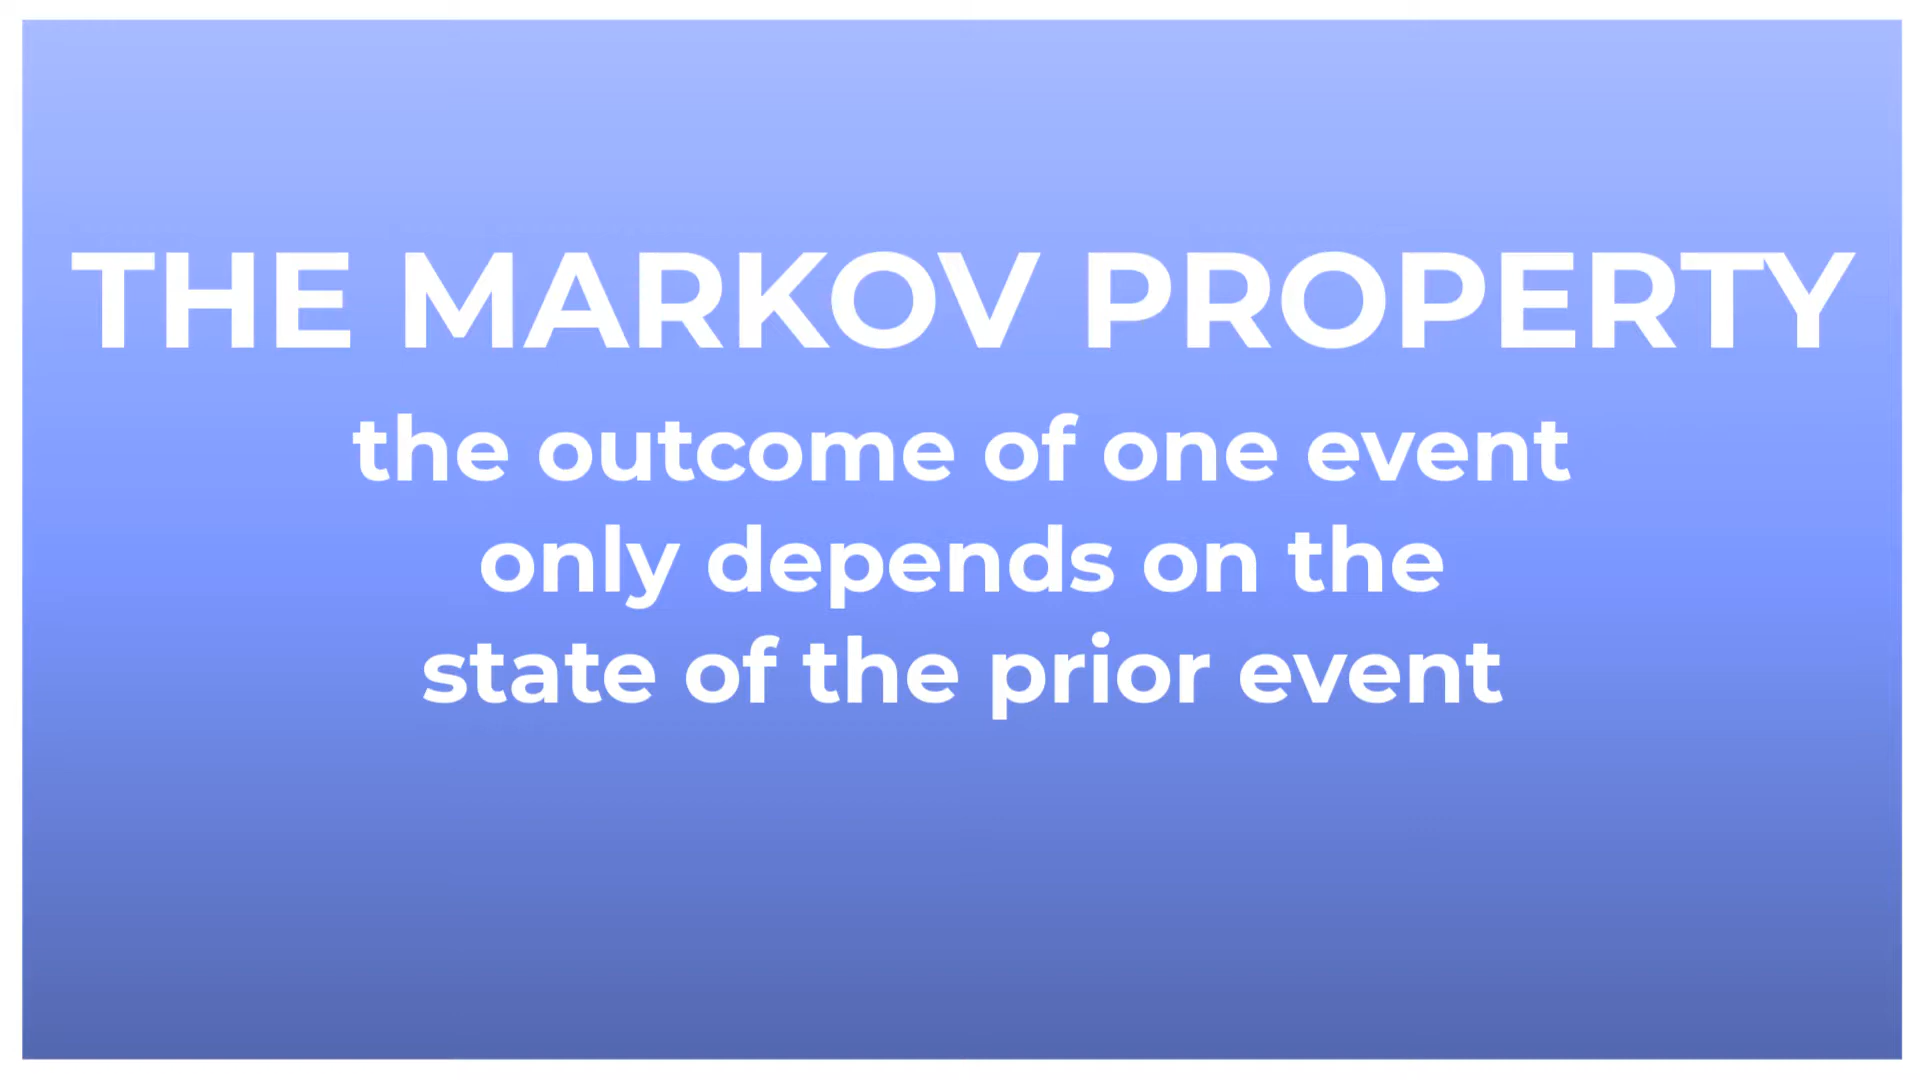 THE MARKOV PROPERTY
the outcome of one event
only depends on the
state of the prior event